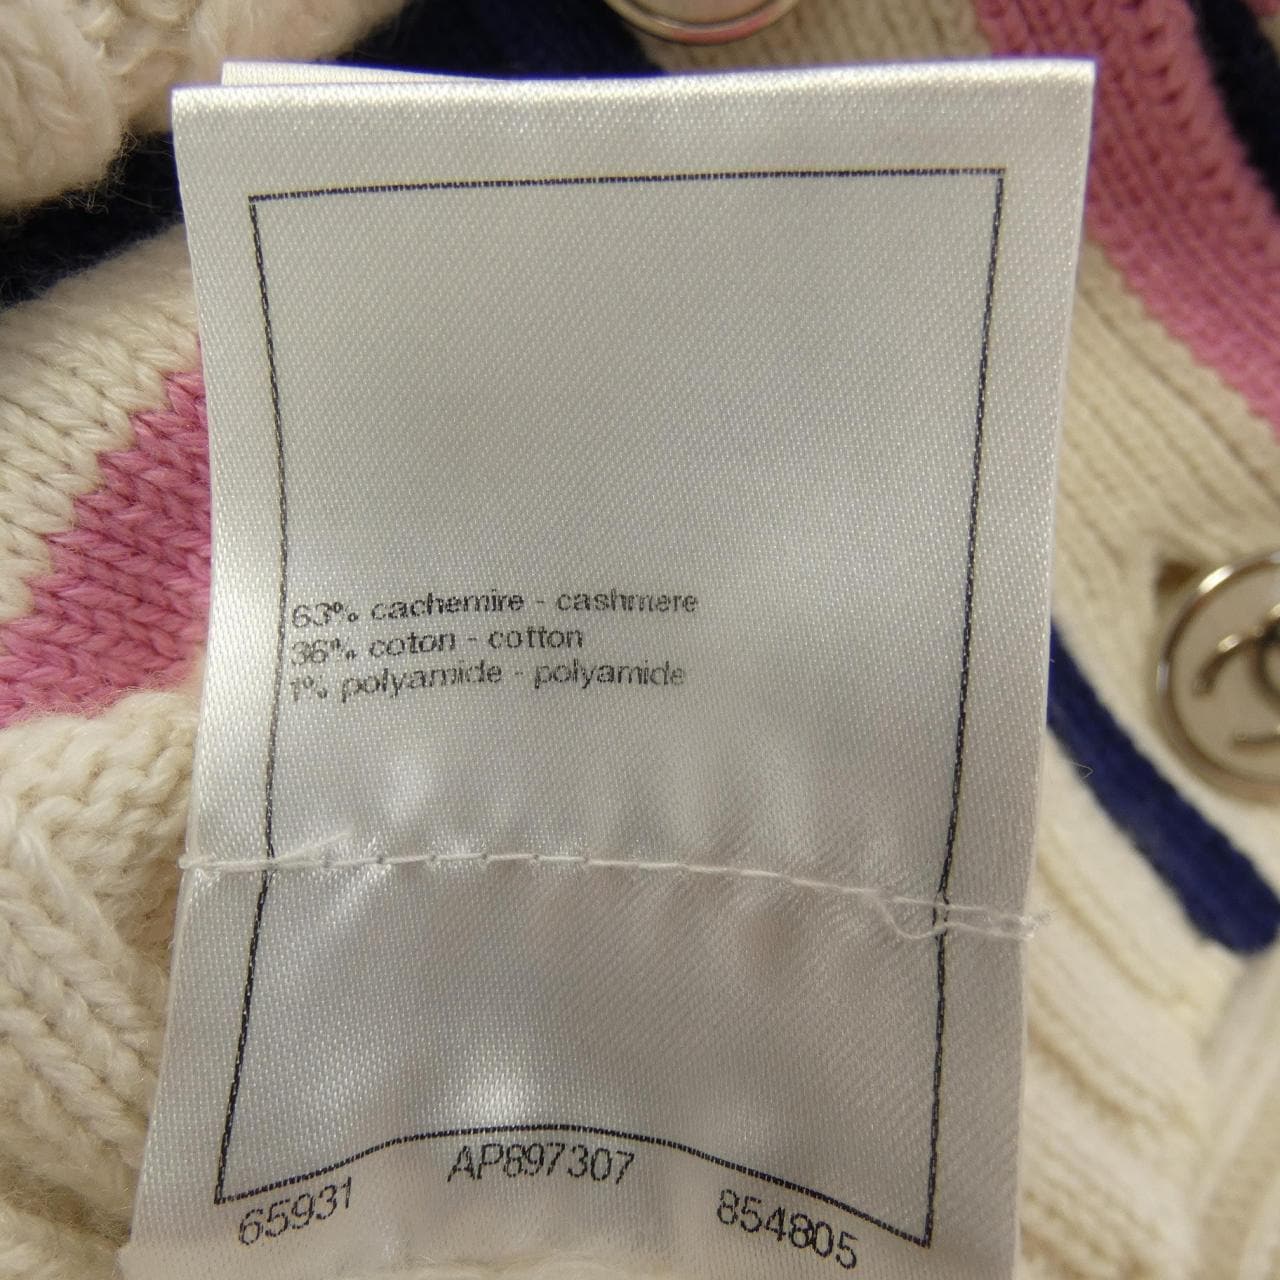 63% cachemire - cashmere
36% coton - cotton
1% polyamide - polyamide
65931 AP897307 854805